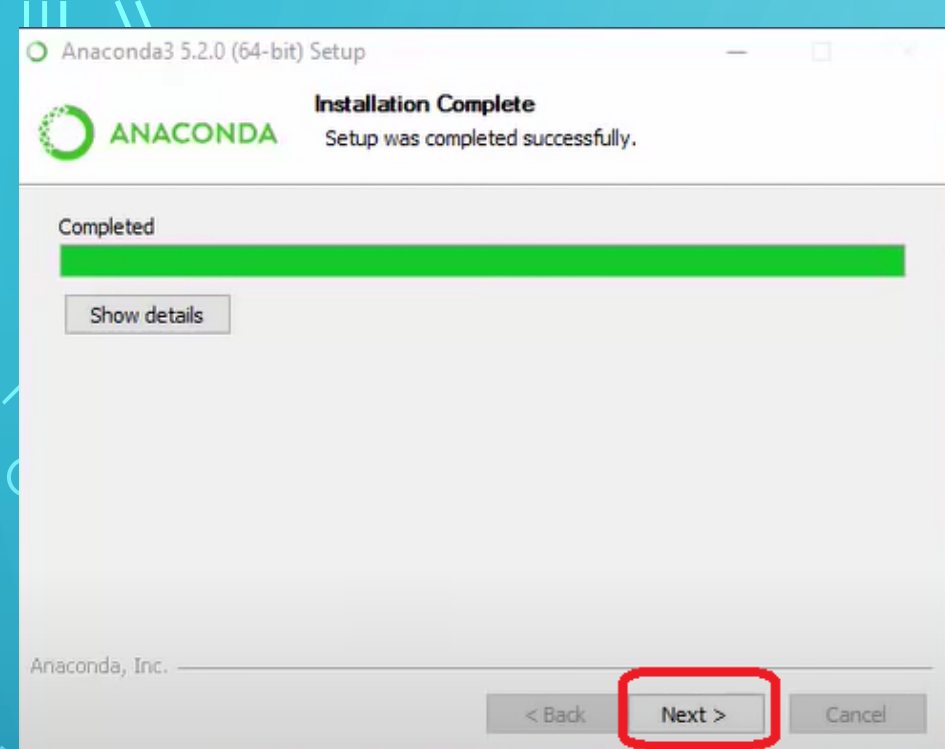 Anaconda3 5.2.0 (64-bit) Setup
ANACONDA
Installation Complete
Setup was completed successfully.
Completed
Show details
Anaconda, Inc.
< Back
Next >
Cancel